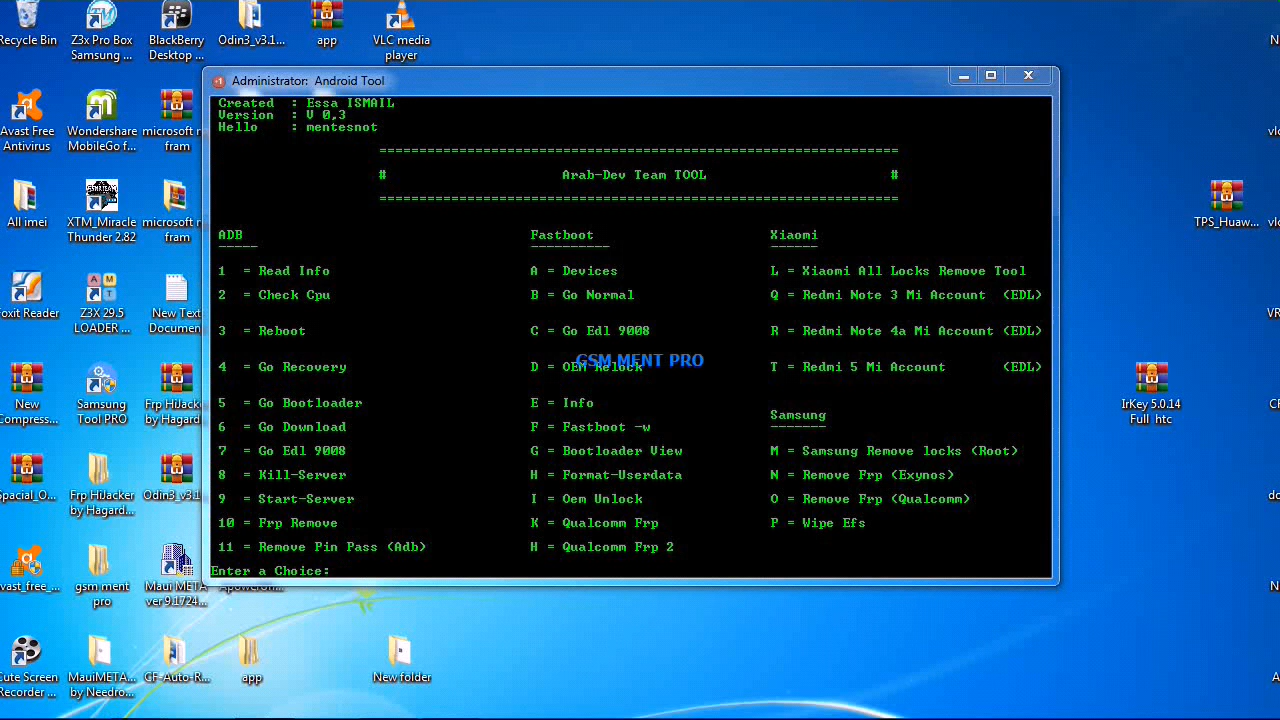 Recycle Bin
Z3x Pro Box Samsung ...
BlackBerry Desktop ...
Odin3_v3.1...
app
VLC media player
Administrator: Android Tool
Created : Essa ISMAIL
Version : V 0,3
Hello : mentesnot
==================================================================
# Arab-Dev Team TOOL #
==================================================================
ADB Fastboot Xiaomi
----- ---------- ------
1 = Read Info A = Devices L = Xiaomi All Locks Remove Tool
2 = Check Cpu B = Go Normal Q = Redmi Note 3 Mi Account (EDL)
3 = Reboot C = Go Edl 9008 R = Redmi Note 4a Mi Account (EDL)
GSM MENT PRO
4 = Go Recovery D = OEM Relock T = Redmi 5 Mi Account (EDL)
5 = Go Bootloader E = Info
Samsung
6 = Go Download F = Fastboot -w
-------
7 = Go Edl 9008 G = Bootloader View M = Samsung Remove locks (Root)
8 = Kill-Server H = Format-Userdata N = Remove Frp (Exynos)
9 = Start-Server I = Oem Unlock O = Remove Frp (Qualcomm)
10 = Frp Remove K = Qualcomm Frp P = Wipe Efs
11 = Remove Pin Pass (Adb) H = Qualcomm Frp 2
Enter a Choice:
Avast Free Antivirus
Wondershare MobileGo f...
microsoft n fram
All imei
XTM_Miracle Thunder 2.82
microsoft n fram
Foxit Reader
Z3X 29.5 LOADER ...
New Text Documen
New Compress...
Samsung Tool PRO
Frp HiJacker by Hagard
Spacial_O...
Frp HiJacker by Hagard...
Odin3_v3.1
vast_free_...
gsm ment pro
Maui META ver 9.1724...
Cute Screen Recorder ...
MauiMETA... by Needro...
CF-Auto-R...
app
New folder
TPS_Huaw...
IrKey 5.0.14 Full htc